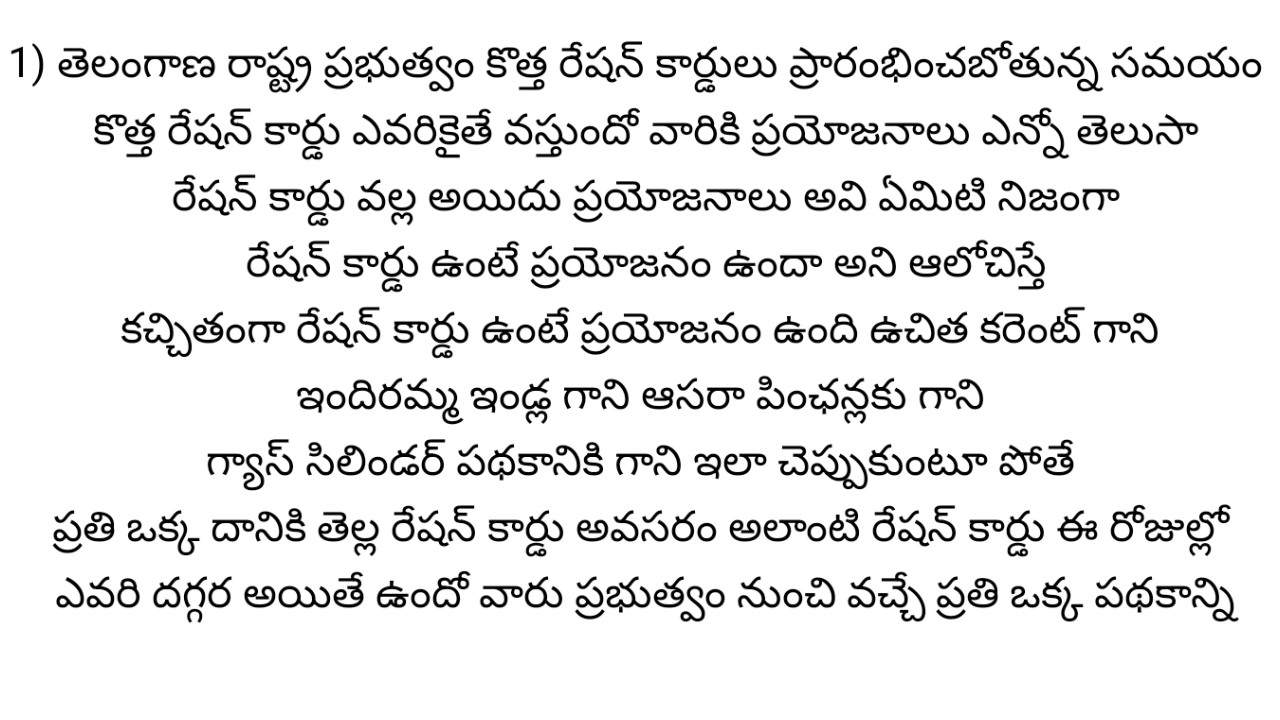 1) తెలంగాణ రాష్ట్ర ప్రభుత్వం కొత్త రేషన్ కార్డులు ప్రారంభించబోతున్న సమయం
కొత్త రేషన్ కార్డు ఎవరికైతే వస్తుందో వారికి ప్రయోజనాలు ఎన్నో తెలుసా
రేషన్ కార్డు వల్ల అయిదు ప్రయోజనాలు అవి ఏమిటి నిజంగా
రేషన్ కార్డు ఉంటే ప్రయోజనం ఉందా అని ఆలోచిస్తే
కచ్చితంగా రేషన్ కార్డు ఉంటే ప్రయోజనం ఉంది ఉచిత కరెంట్ గాని
ఇందిరమ్మ ఇండ్ల గాని ఆసరా పింఛన్లకు గాని
గ్యాస్ సిలిండర్ పథకానికి గాని ఇలా చెప్పుకుంటూ పోతే
ప్రతి ఒక్క దానికి తెల్ల రేషన్ కార్డు అవసరం అలాంటి రేషన్ కార్డు ఈ రోజుల్లో
ఎవరి దగ్గర అయితే ఉందో వారు ప్రభుత్వం నుంచి వచ్చే ప్రతి ఒక్క పథకాన్ని